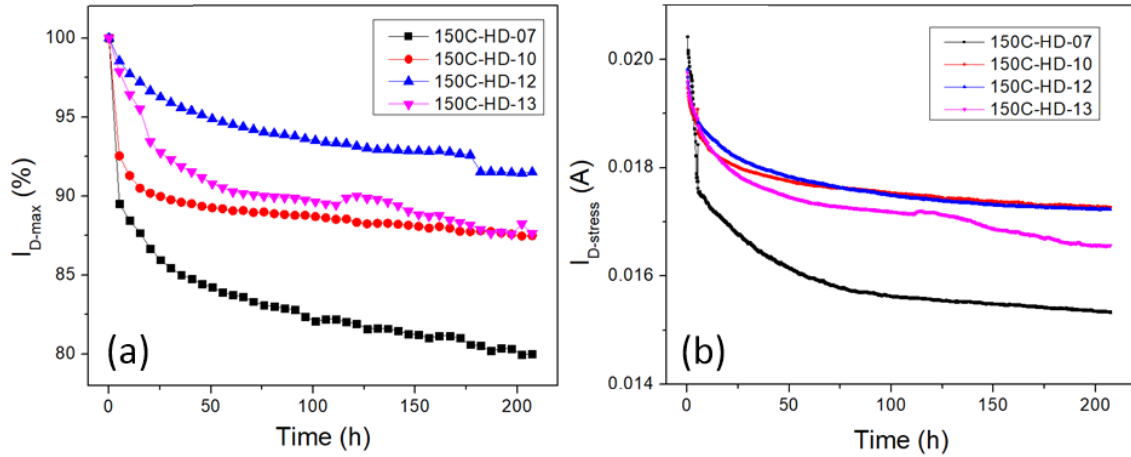 150C-HD-07
150C-HD-10
150C-HD-12
150C-HD-13
100
95
90
85
80
I_D-max (%)
0
50
100
150
200
Time (h)
(a)
150C-HD-07
150C-HD-10
150C-HD-12
150C-HD-13
0.020
0.018
0.016
0.014
I_D-stress (A)
0
50
100
150
200
Time (h)
(b)